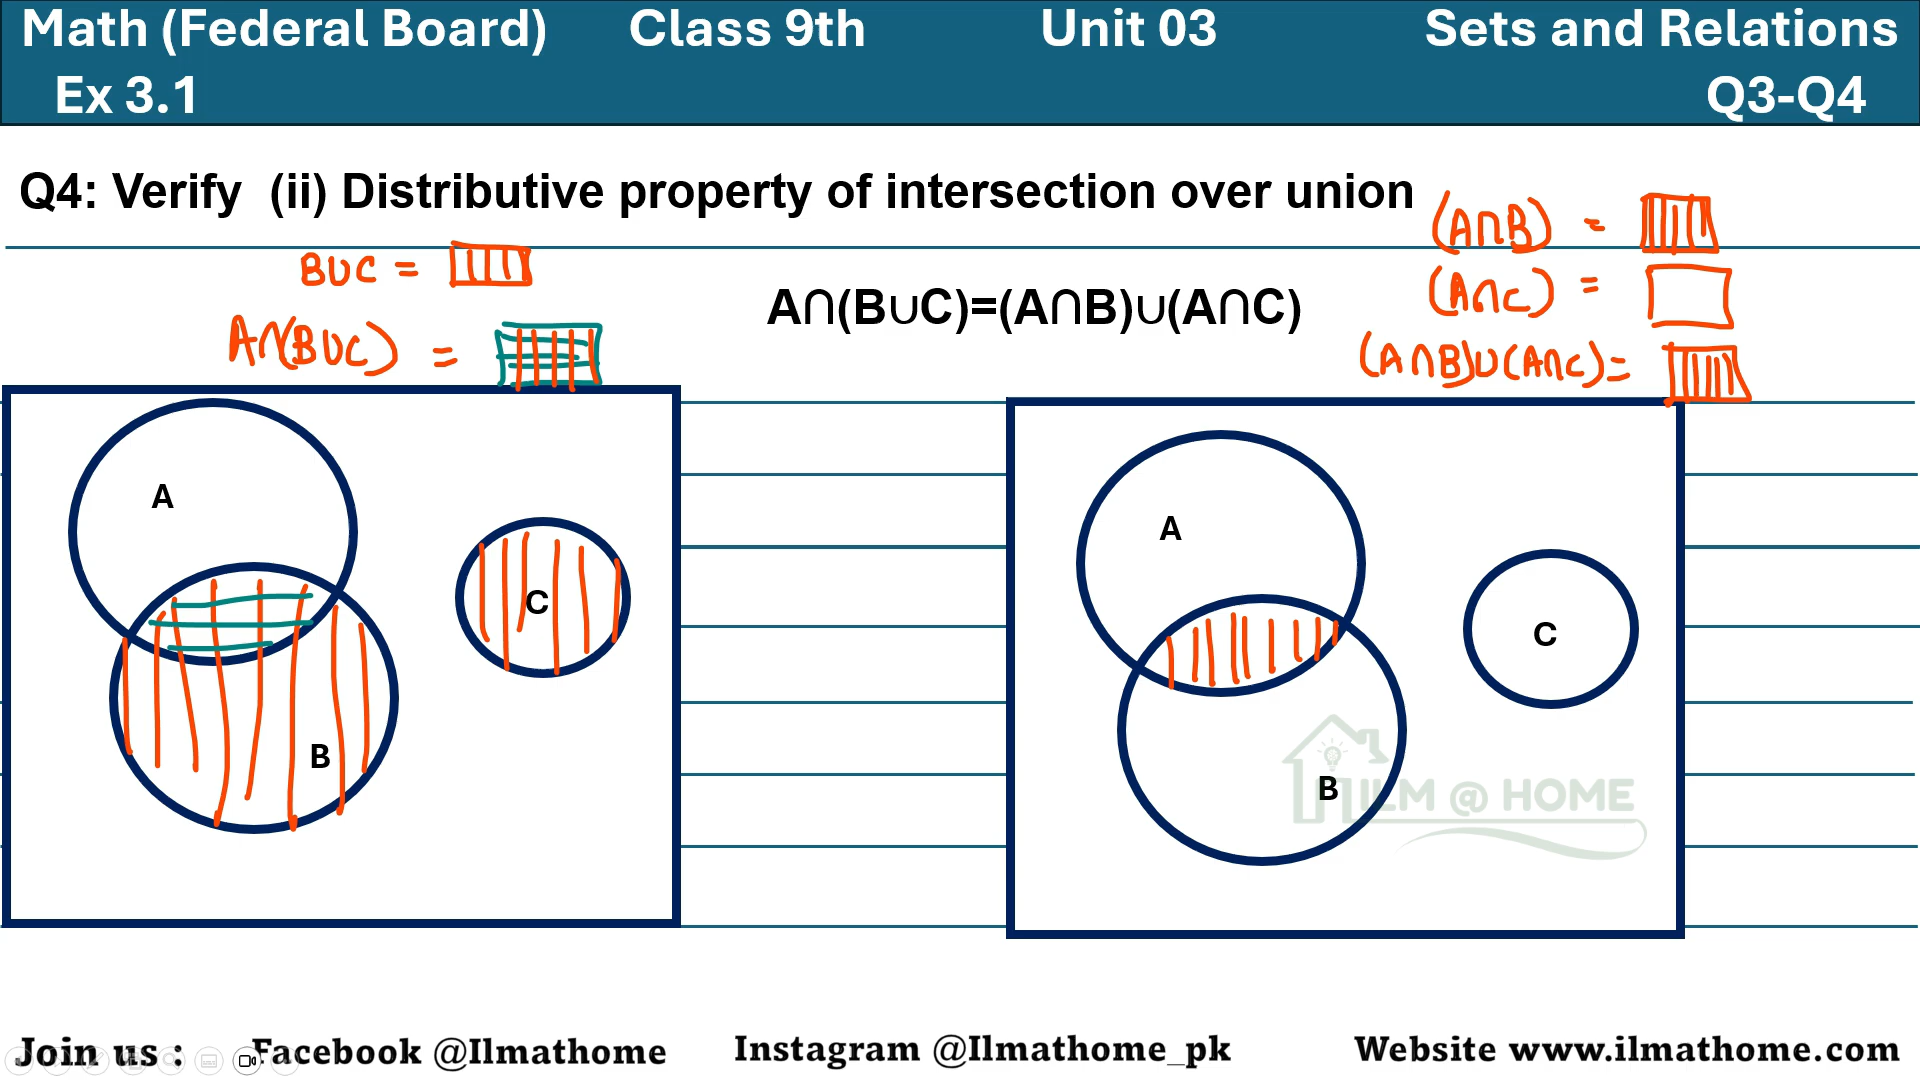 Math (Federal Board) Class 9th Unit 03 Sets and Relations
Ex 3.1 Q3-Q4
Q4: Verify (ii) Distributive property of intersection over union
(A∩B) =
B∪C =
A∩(B∪C)=(A∩B)∪(A∩C)
(A∩C) =
A∩(B∪C) =
(A∩B)∪(A∩C)=
A
C
B
A
C
B
ILM @ HOME
Join us : Facebook @Ilmathome Instagram @Ilmathome_pk Website www.ilmathome.com